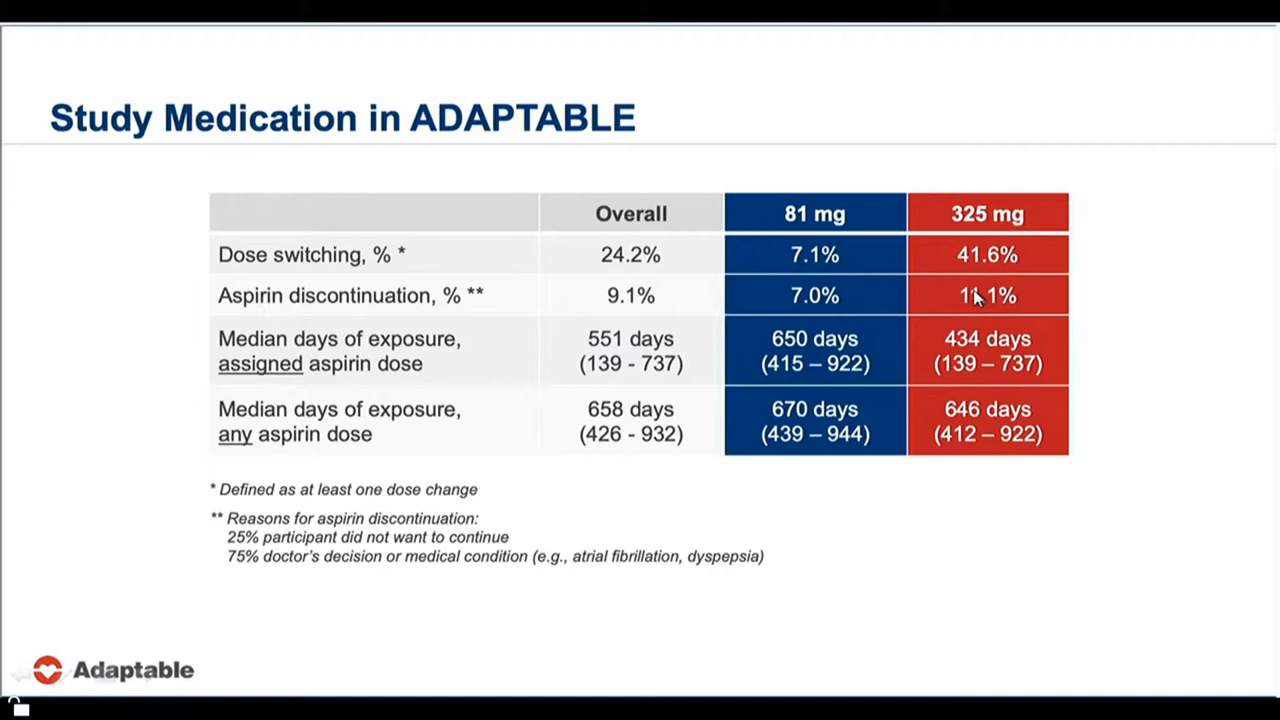 Study Medication in ADAPTABLE
Overall 81 mg 325 mg
Dose switching, % * 24.2% 7.1% 41.6%
Aspirin discontinuation, % ** 9.1% 7.0% 11.1%
Median days of exposure, assigned aspirin dose 551 days (139 - 737) 650 days (415 – 922) 434 days (139 – 737)
Median days of exposure, any aspirin dose 658 days (426 - 932) 670 days (439 – 944) 646 days (412 – 922)
* Defined as at least one dose change
** Reasons for aspirin discontinuation:
25% participant did not want to continue
75% doctor's decision or medical condition (e.g., atrial fibrillation, dyspepsia)
Adaptable